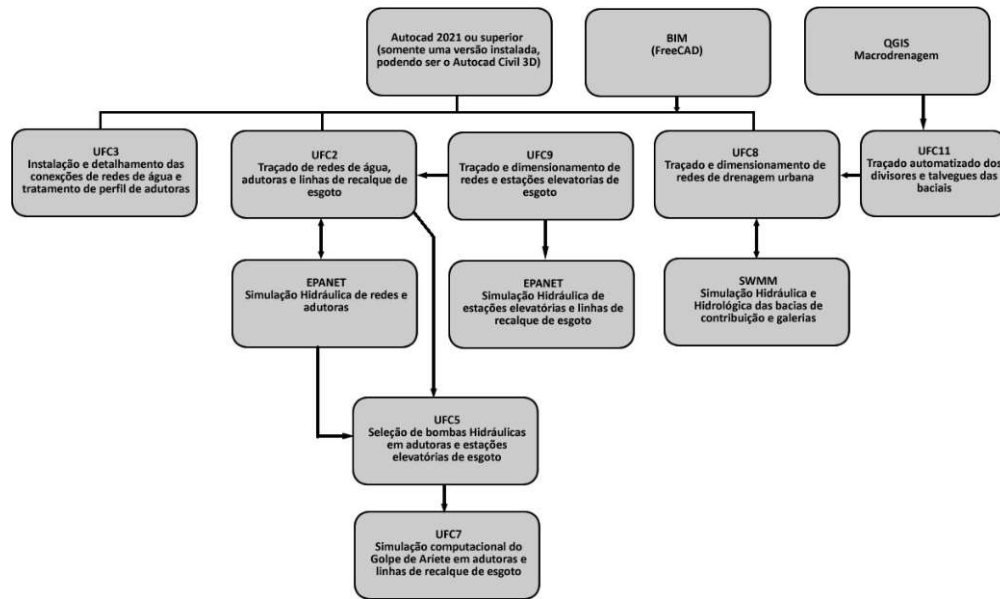 Autocad 2021 ou superior
(somente uma versão instalada,
podendo ser o Autocad Civil 3D)
BIM
(FreeCAD)
QGIS
Macrodrenagem
UFC3
Instalação e detalhamento das
conexções de redes de água e
tratamento de perfil de adutoras
UFC2
Traçado de redes de água,
adutoras e linhas de recalque de
esgoto
UFC9
Traçado e dimensionamento de
redes e estações elevatorias de
esgoto
UFC8
Traçado e dimensionamento de
redes de drenagem urbana
UFC11
Traçado automatizado dos
divisores e talvegues das
baciais
EPANET
Simulação Hidráulica de redes e
adutoras
EPANET
Simulação Hidráulica de
estações elevatórias e linhas de
recalque de esgoto
SWMM
Simulação Hidráulica e
Hidrológica das bacias de
contribuição e galerias
UFC5
Seleção de bombas Hidráulicas
em adutoras e estações
elevatórias de esgoto
UFC7
Simulação computacional do
Golpe de Aríete em adutoras e
linhas de recalque de esgoto